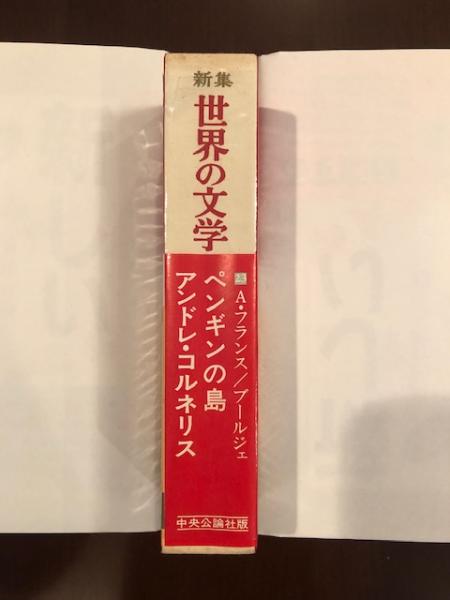 新集
世界の文学
A・フランス/ブールジェ
ペンギンの島
アンドレ・コルネリス
中央公論社版